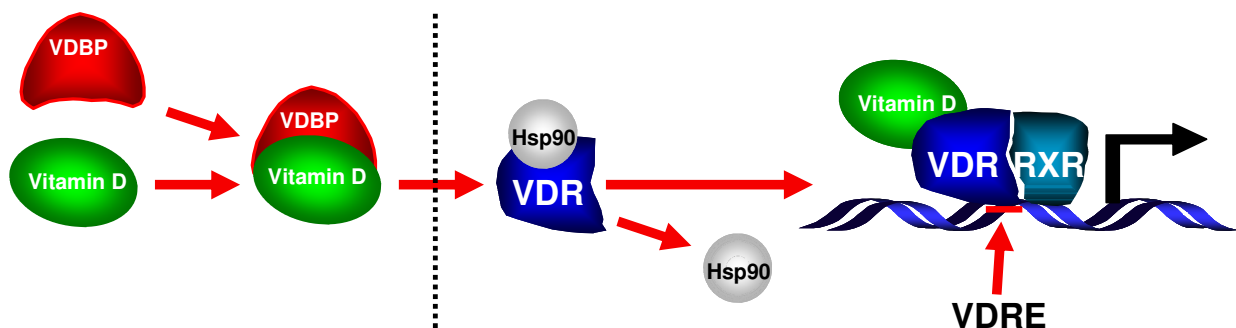 VDBP
Vitamin D
VDBP
Vitamin D
Hsp90
VDR
Hsp90
Vitamin D
VDR
RXR
VDRE